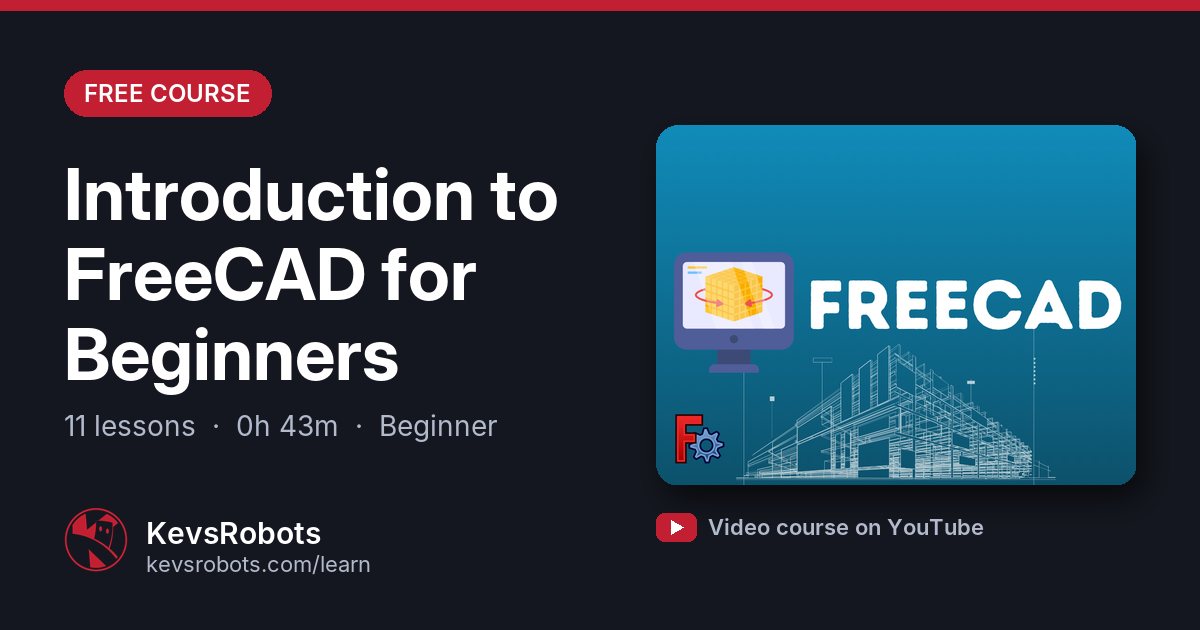 FREE COURSE
Introduction to
FreeCAD for
Beginners
11 lessons · 0h 43m · Beginner
KevsRobots
kevsrobots.com/learn
FREECAD
F
Video course on YouTube